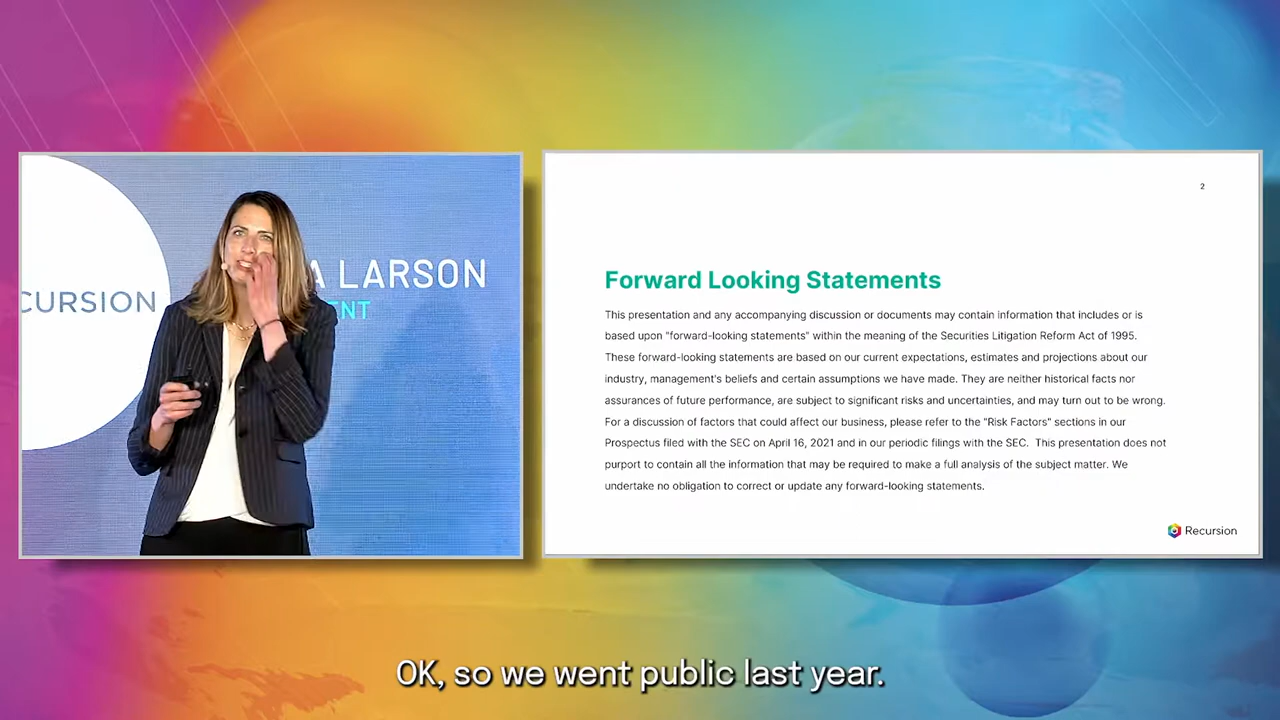 CURSION
A LARSON
ENT
2
Forward Looking Statements
This presentation and any accompanying discussion or documents may contain information that includes or is
based upon "forward-looking statements" within the meaning of the Securities Litigation Reform Act of 1995.
These forward-looking statements are based on our current expectations, estimates and projections about our
industry, management's beliefs and certain assumptions we have made. They are neither historical facts nor
assurances of future performance, are subject to significant risks and uncertainties, and may turn out to be wrong.
For a discussion of factors that could affect our business, please refer to the "Risk Factors" sections in our
Prospectus filed with the SEC on April 16, 2021 and in our periodic filings with the SEC.  This presentation does not
purport to contain all the information that may be required to make a full analysis of the subject matter. We
undertake no obligation to correct or update any forward-looking statements.
Recursion
OK, so we went public last year.